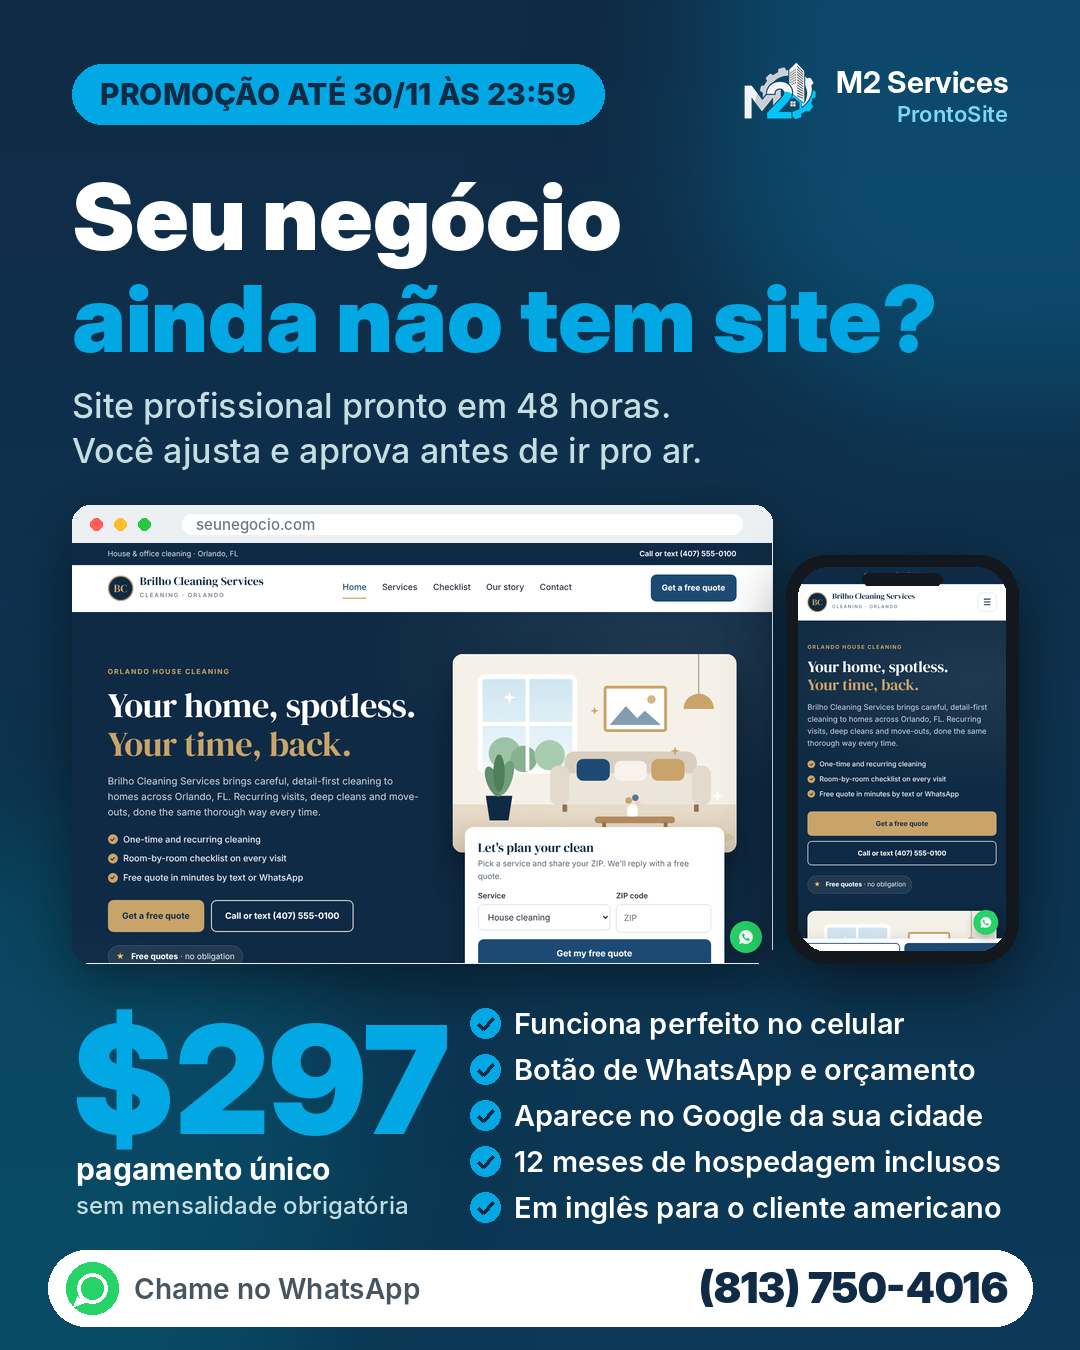 PROMOÇÃO ATÉ 30/11 ÀS 23:59
M2
M2 Services
ProntoSite
Seu negócio
ainda não tem site?
Site profissional pronto em 48 horas.
Você ajusta e aprova antes de ir pro ar.
seunegocio.com
House & office cleaning · Orlando, FL
Call or text (407) 555-0100
BC
Brilho Cleaning Services
CLEANING · ORLANDO
Home Services Checklist Our story Contact
Get a free quote
ORLANDO HOUSE CLEANING
Your home, spotless.
Your time, back.
Brilho Cleaning Services brings careful, detail-first cleaning to
homes across Orlando, FL. Recurring visits, deep cleans and move-
outs, done the same thorough way every time.
One-time and recurring cleaning
Room-by-room checklist on every visit
Free quote in minutes by text or WhatsApp
Get a free quote
Call or text (407) 555-0100
Free quotes · no obligation
Let's plan your clean
Pick a service and share your ZIP. We'll reply with a free
quote.
Service
ZIP code
House cleaning
ZIP
Get my free quote
BC
Brilho Cleaning Services
CLEANING · ORLANDO
ORLANDO HOUSE CLEANING
Your home, spotless.
Your time, back.
Brilho Cleaning Services brings careful, detail-first
cleaning to homes across Orlando, FL. Recurring
visits, deep cleans and move-outs, done the same
thorough way every time.
One-time and recurring cleaning
Room-by-room checklist on every visit
Free quote in minutes by text or WhatsApp
Get a free quote
Call or text (407) 555-0100
Free quotes · no obligation
$297
pagamento único
sem mensalidade obrigatória
Funciona perfeito no celular
Botão de WhatsApp e orçamento
Aparece no Google da sua cidade
12 meses de hospedagem inclusos
Em inglês para o cliente americano
Chame no WhatsApp
(813) 750-4016